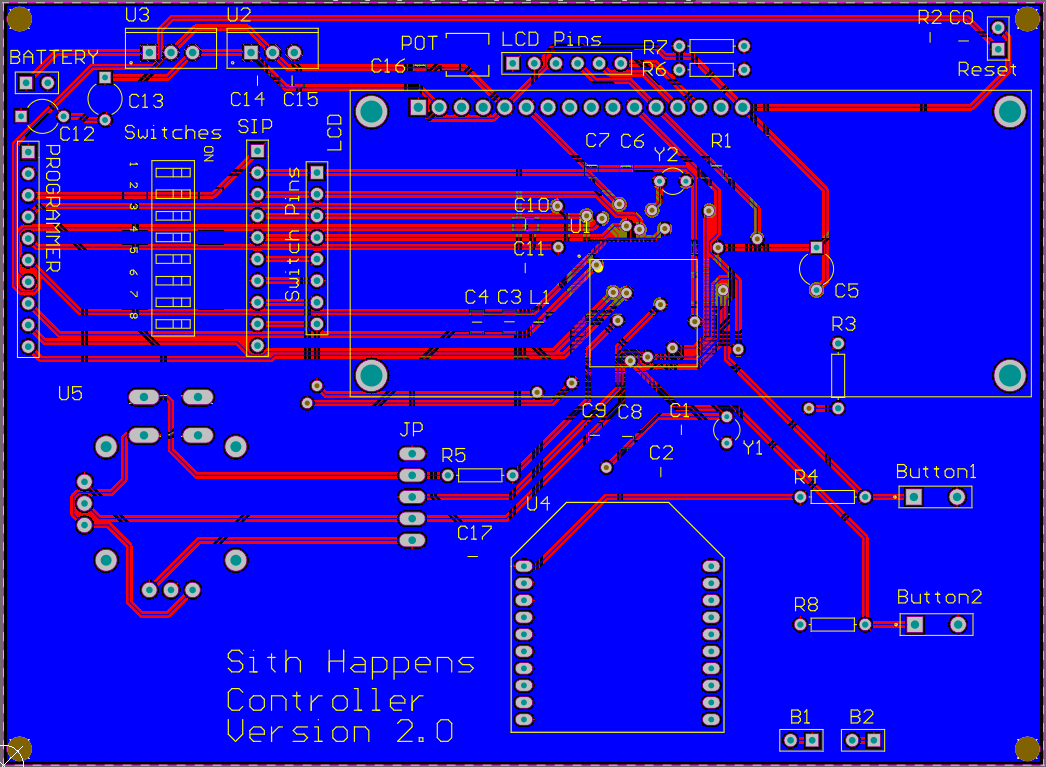 U3
U2
R2 C0
POT
LCD Pins
R7
BATTERY
C16
R6
Reset
C14
C15
C13
C12
Switches
SIP
LCD
ON
C7
C6
R1
Y2
PROGRAMMER
1
2
3
4
5
6
7
8
Switch Pins
C10
U1
C11
C4
C3
L1
C5
R3
U5
C9
C8
C1
JP
R5
C2
Y1
R4
Button1
U4
C17
R8
Button2
Sith Happens
Controller
Version 2.0
B1
B2